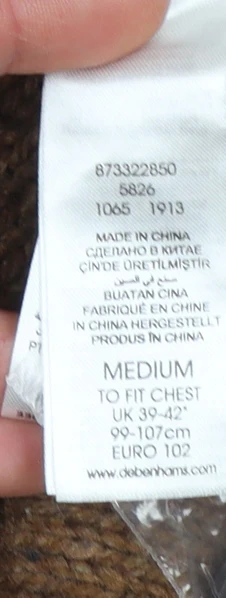 873322850
5826
1065 1913
MADE IN CHINA
СДЕЛАНО В КИТАЕ
ÇİN'DE ÜRETİLMİŞTİR
صنع في الصين
BUATAN CINA
FABRIQUÉ EN CHINE
IN CHINA HERGESTELLT
PRODUS ÎN CHINA
MEDIUM
TO FIT CHEST
UK 39-42"
99-107cm
EURO 102
www.debenhams.com